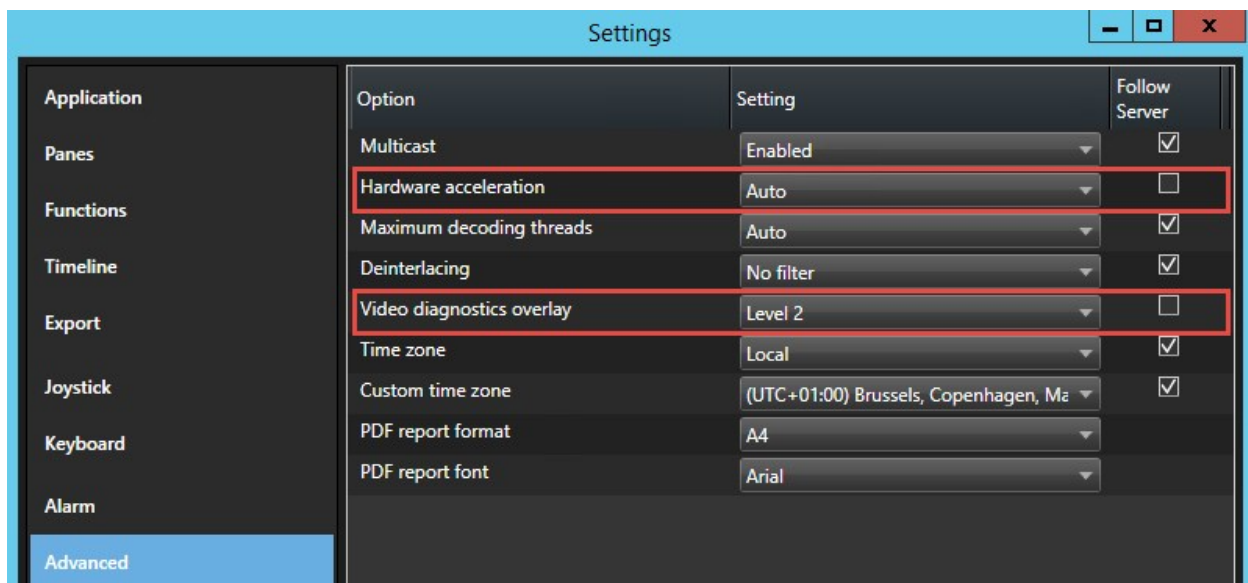 Settings
Application
Panes
Functions
Timeline
Export
Joystick
Keyboard
Alarm
Advanced
Option Setting Follow Server
Multicast Enabled
Hardware acceleration Auto
Maximum decoding threads Auto
Deinterlacing No filter
Video diagnostics overlay Level 2
Time zone Local
Custom time zone (UTC+01:00) Brussels, Copenhagen, Ma
PDF report format A4
PDF report font Arial